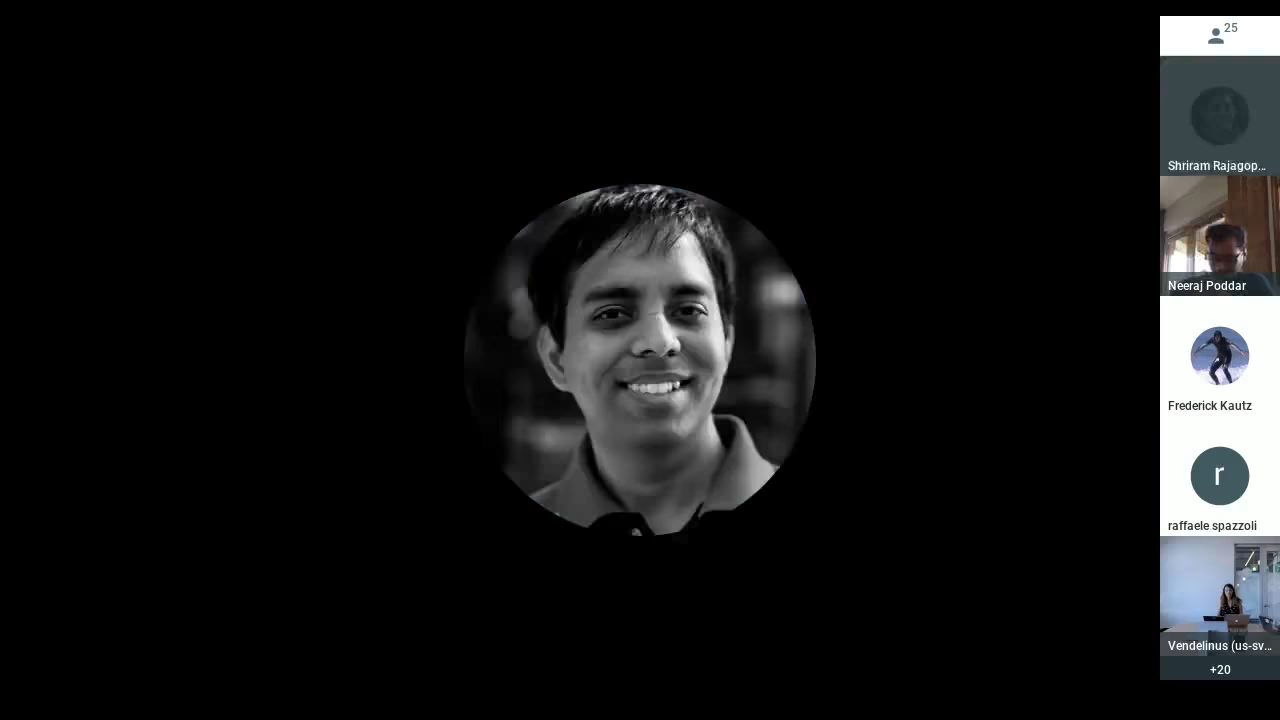 25
Shriram Rajagop...
Neeraj Poddar
Frederick Kautz
r
raffaele spazzoli
Vendelinus (us-sv...
+20